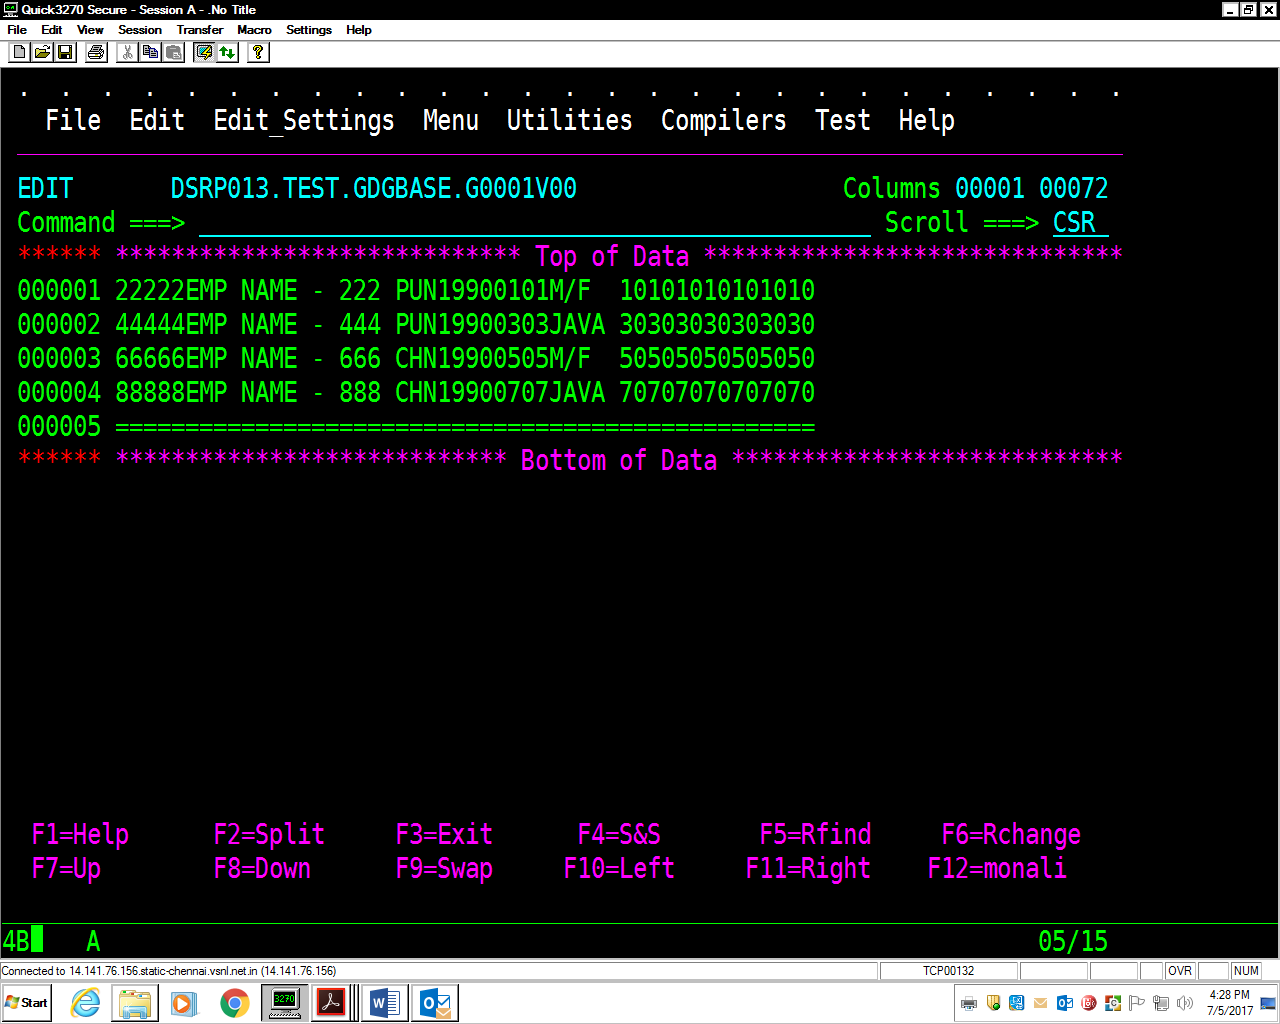 Quick3270 Secure - Session A - .No Title
File Edit View Session Transfer Macro Settings Help
. . . . . . . . . . . . . . . . . . . . . . . . . . .
File Edit Edit_Settings Menu Utilities Compilers Test Help
EDIT DSRP013.TEST.GDGBASE.G0001V00 Columns 00001 00072
Command ===> Scroll ===> CSR
****** ***************************** Top of Data ******************************
000001 22222EMP NAME - 222 PUN19900101M/F  10101010101010
000002 44444EMP NAME - 444 PUN19900303JAVA 30303030303030
000003 66666EMP NAME - 666 CHN19900505M/F  50505050505050
000004 88888EMP NAME - 888 CHN19900707JAVA 70707070707070
000005 ==================================================
****** **************************** Bottom of Data ****************************
F1=Help F2=Split F3=Exit F4=S&S F5=Rfind F6=Rchange
F7=Up F8=Down F9=Swap F10=Left F11=Right F12=monali
4B A 05/15
Connected to 14.141.76.156.static-chennai.vsnl.net.in (14.141.76.156) TCP00132 OVR NUM
Start 3270 4:28 PM
7/5/2017